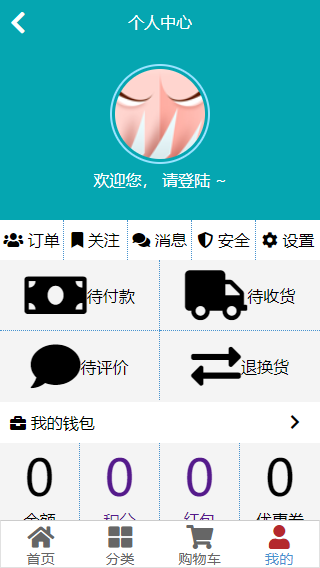 个人中心
欢迎您， 请登陆 ~
订单 关注 消息 安全 设置
待付款 待收货
待评价 退换货
我的钱包
0 0 0 0
余额 积分 红包 优惠券
首页 分类 购物车 我的